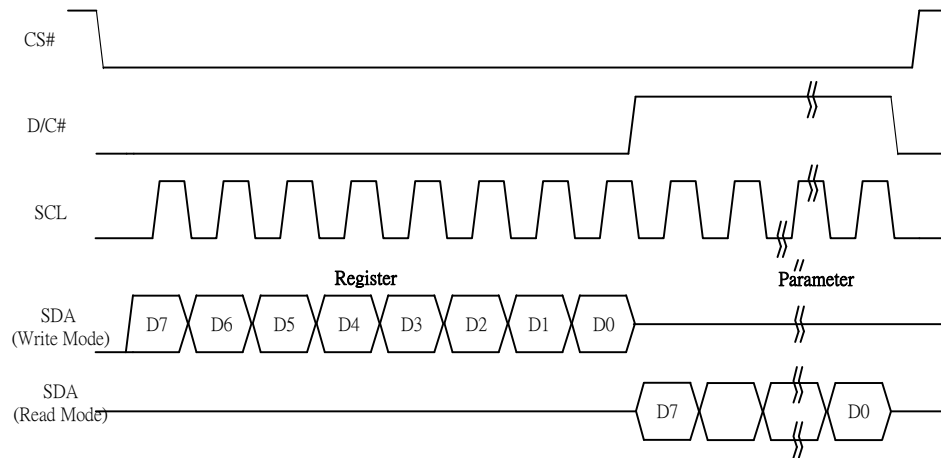 CS#
D/C#
SCL
Register
Parameter
SDA
(Write Mode)
D7 D6 D5 D4 D3 D2 D1 D0
SDA
(Read Mode)
D7 D0